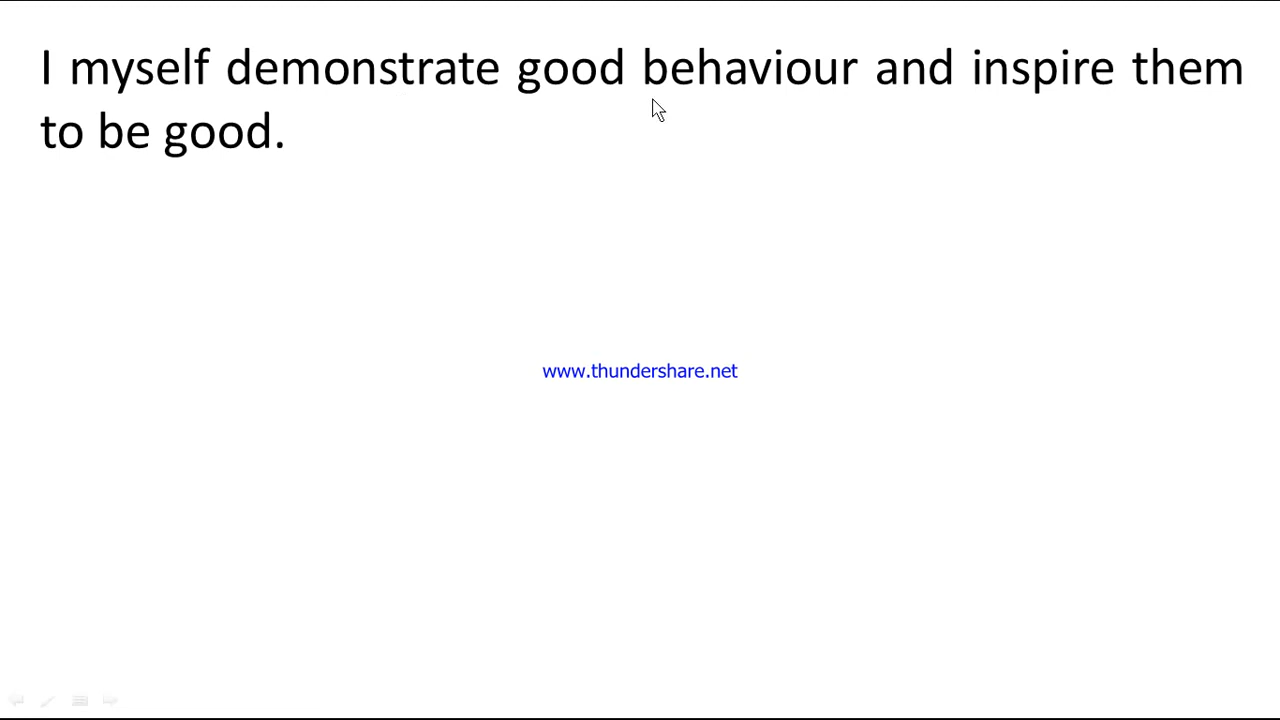 I myself demonstrate good behaviour and inspire them
to be good.
www.thundershare.net